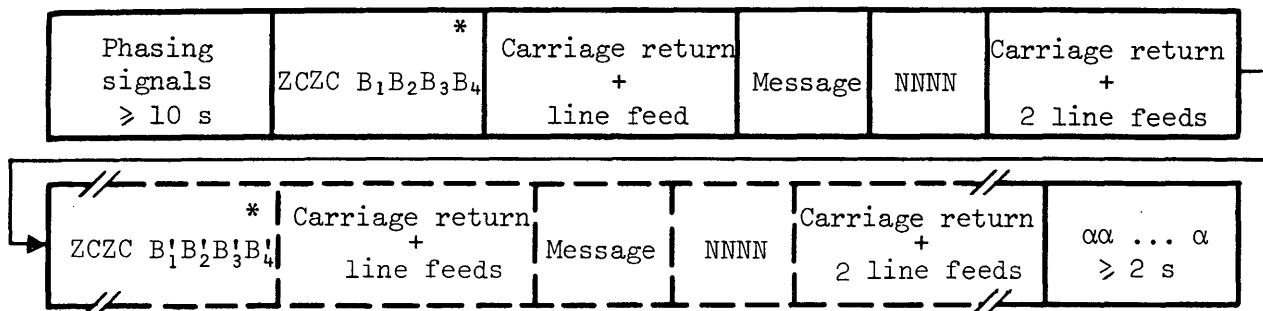 *
Phasing
signals
⩾ 10 s
ZCZC B₁B₂B₃B₄
Carriage return
+
line feed
Message
NNNN
Carriage return
+
2 line feeds
*
ZCZC B'₁B'₂B'₃B'₄
Carriage return
+
line feeds
Message
NNNN
Carriage return
+
2 line feeds
αα ... α
⩾ 2 s